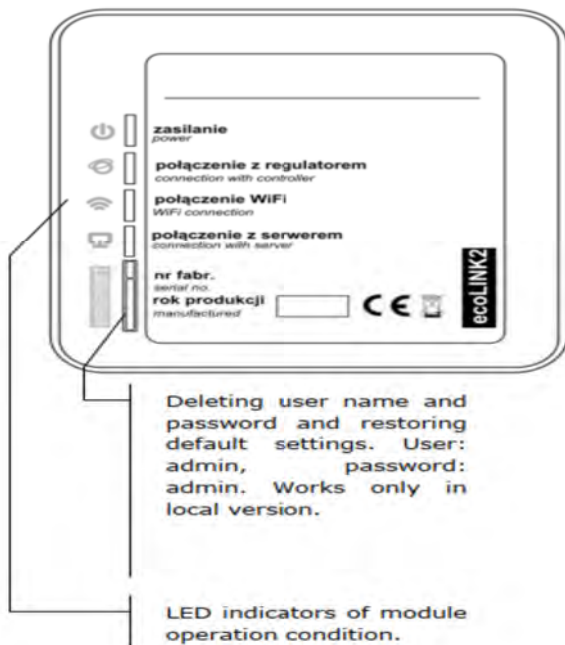 zasilanie
power
połączenie z regulatorem
connection with controller
połączenie WiFi
WiFi connection
połączenie z serwerem
connection with server
nr fabr.
serial no.
rok produkcji
manufactured
CE
ecoLINK2
Deleting user name and
password and restoring
default settings. User:
admin, password:
admin. Works only in
local version.
LED indicators of module
operation condition.